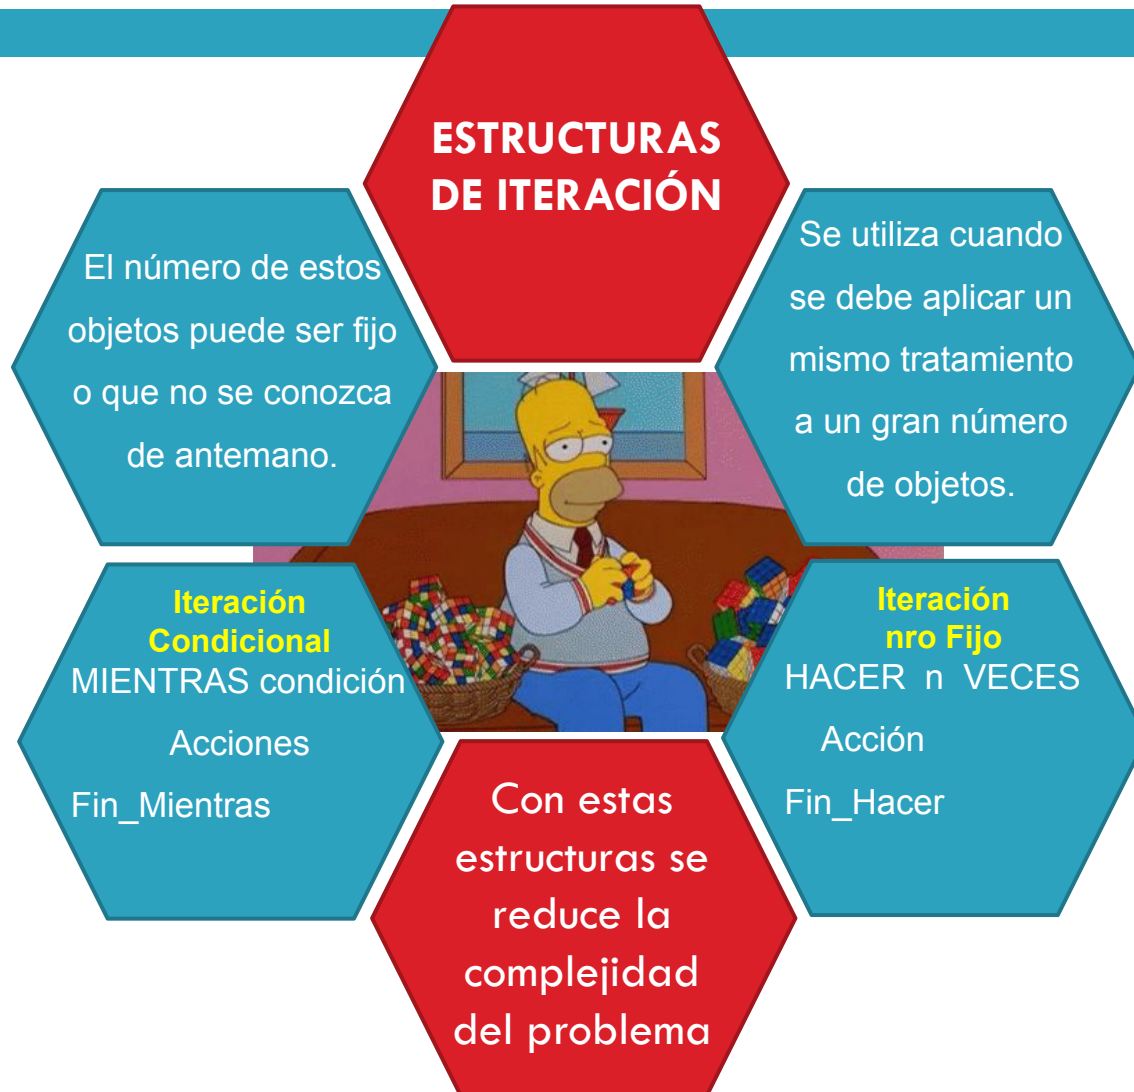 ESTRUCTURAS
DE ITERACIÓN
El número de estos
objetos puede ser fijo
o que no se conozca
de antemano.
Se utiliza cuando
se debe aplicar un
mismo tratamiento
a un gran número
de objetos.
Iteración
Condicional
MIENTRAS condición
Acciones
Fin_Mientras
Iteración
nro Fijo
HACER n VECES
Acción
Fin_Hacer
Con estas
estructuras se
reduce la
complejidad
del problema